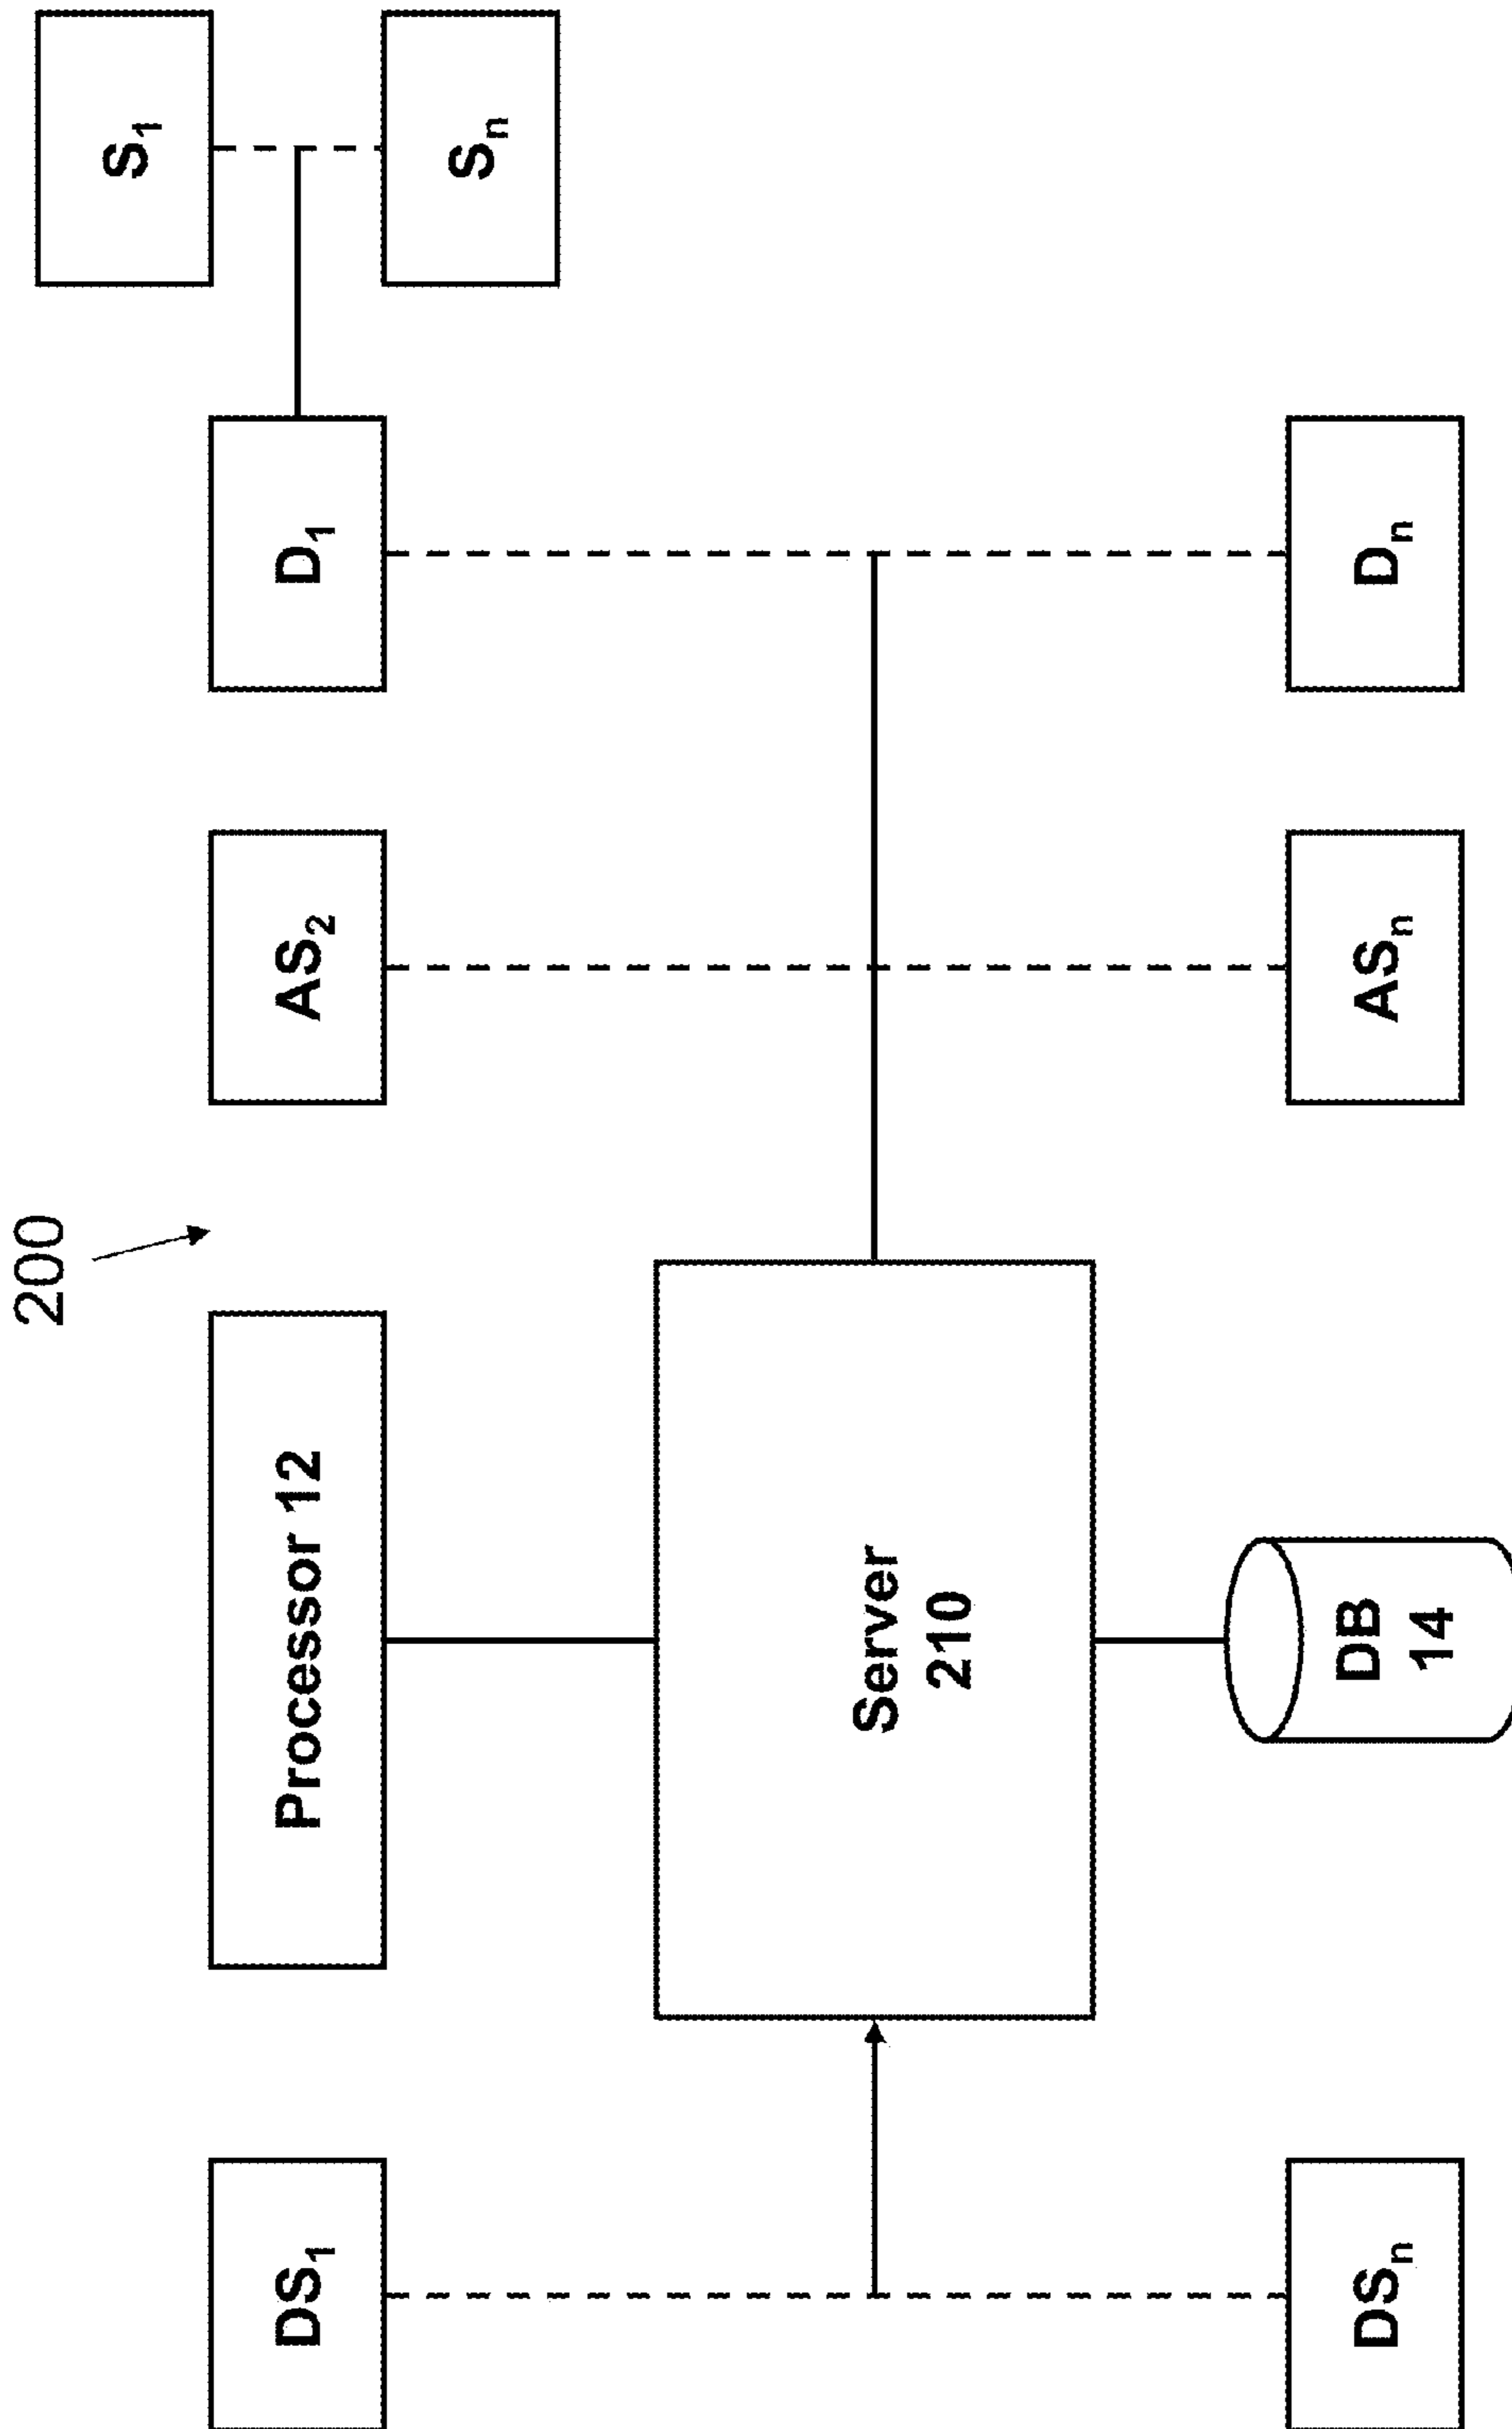 200
S₁
DS₁
Processor 12
AS₂
D₁
Sₙ
Server
210
DSₙ
DB
14
ASₙ
Dₙ